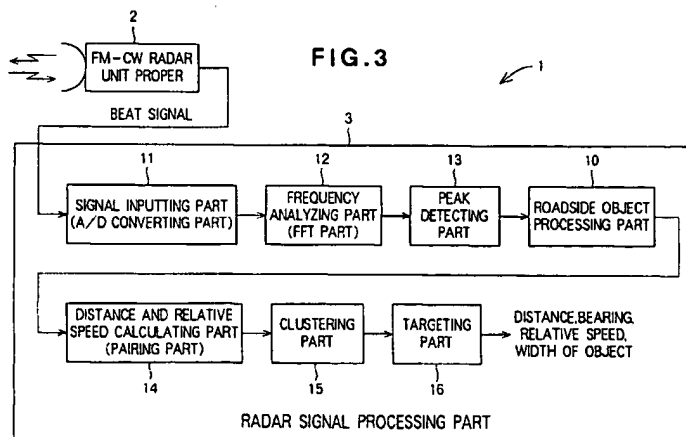 2
FM-CW RADAR
UNIT PROPER
FIG.3
1
BEAT SIGNAL
3
11
12
13
10
SIGNAL INPUTTING PART
(A/D CONVERTING PART)
FREQUENCY
ANALYZING PART
(FFT PART)
PEAK
DETECTING
PART
ROADSIDE OBJECT
PROCESSING PART
DISTANCE AND RELATIVE
SPEED CALCULATING PART
(PAIRING PART)
CLUSTERING
PART
TARGETING
PART
DISTANCE,BEARING,
RELATIVE SPEED,
WIDTH OF OBJECT
14
15
16
RADAR SIGNAL PROCESSING PART